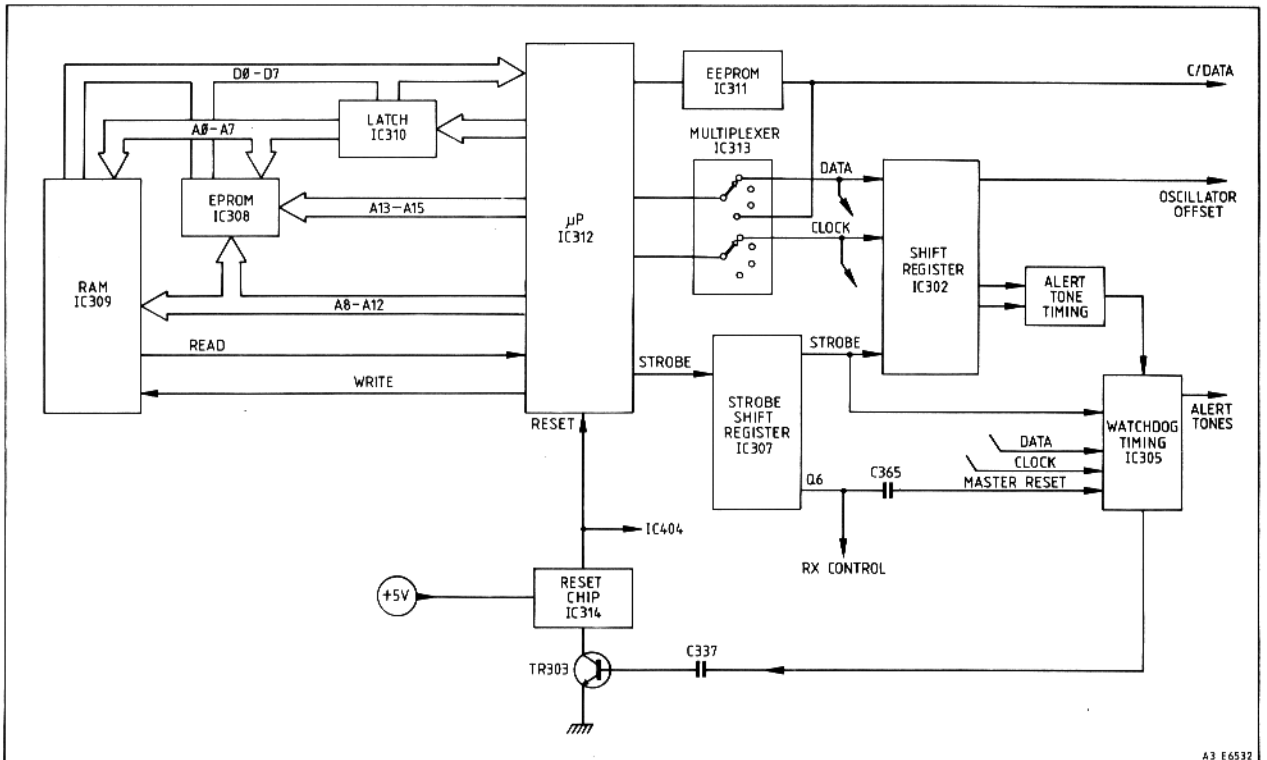 DØ-D7
LATCH
IC310
AØ-A7
EPROM
IC308
A13-A15
RAM
IC309
A8-A12
READ
WRITE
µP
IC312
RESET
EEPROM
IC311
C/DATA
MULTIPLEXER
IC313
DATA
CLOCK
SHIFT
REGISTER
IC302
OSCILLATOR
OFFSET
ALERT
TONE
TIMING
STROBE
STROBE
SHIFT
REGISTER
IC307
STROBE
Q6
C365
RX CONTROL
DATA
CLOCK
MASTER RESET
WATCHDOG
TIMING
IC305
ALERT
TONES
IC404
+5V
RESET
CHIP
IC314
TR303
C337
A3 E6532